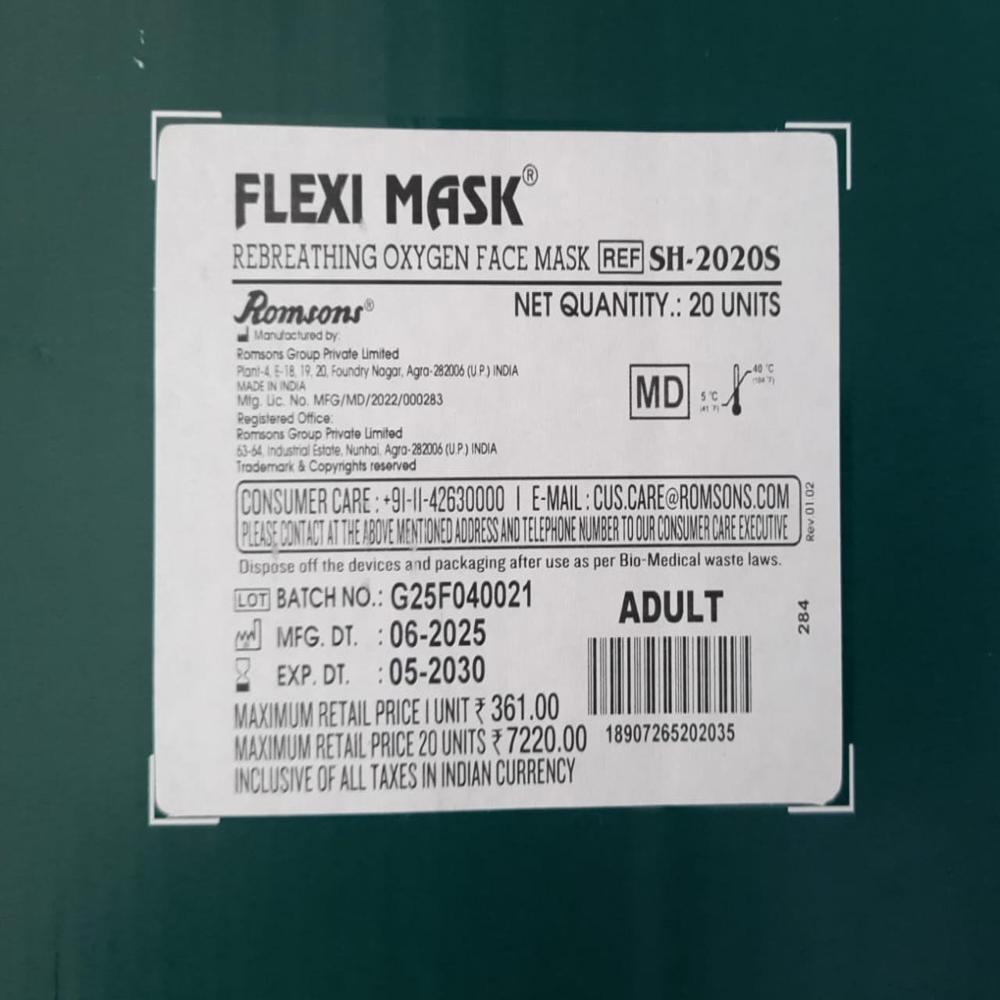 FLEXI MASK®
REBREATHING OXYGEN FACE MASK REF SH-2020S
Romsons® NET QUANTITY.: 20 UNITS
Manufactured by:
Romsons Group Private Limited
Plant-4, E-18, 19, 20, Foundry Nagar, Agra-282006 (U.P.) INDIA
MADE IN INDIA
Mfg. Lic. No. MFG/MD/2022/000283
Registered Office:
Romsons Group Private Limited
63-64, Industrial Estate, Nunhai, Agra-282006 (U.P.) INDIA
Trademark & Copyrights reserved
MD
40 °C
(104 °F)
5 °C
(41 °F)
CONSUMER CARE : +91-11-42630000 | E-MAIL : CUS.CARE@ROMSONS.COM
PLEASE CONTACT AT THE ABOVE MENTIONED ADDRESS AND TELEPHONE NUMBER TO OUR CONSUMER CARE EXECUTIVE
Rev.01.02
Dispose off the devices and packaging after use as per Bio-Medical waste laws.
LOT BATCH NO.: G25F040021
MFG. DT. : 06-2025
EXP. DT. : 05-2030
MAXIMUM RETAIL PRICE 1 UNIT ₹ 361.00
MAXIMUM RETAIL PRICE 20 UNITS ₹ 7220.00
INCLUSIVE OF ALL TAXES IN INDIAN CURRENCY
ADULT
284
18907265202035